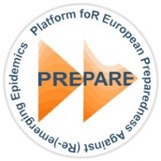 Platform foR European Preparedness Against (Re-)emerging Epidemics
PREPARE